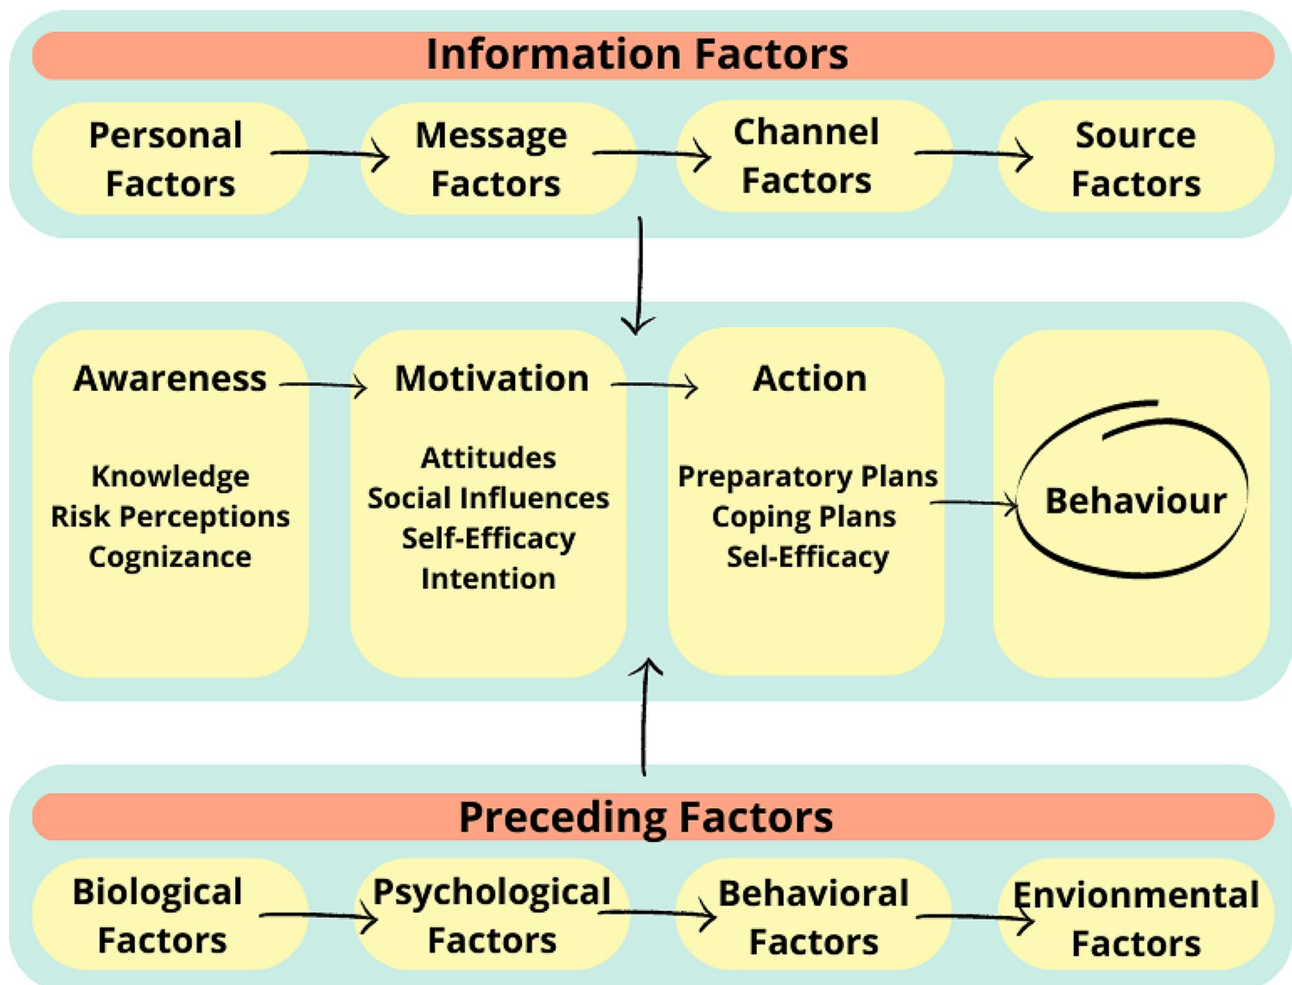 Information Factors
Personal
Factors
Message
Factors
Channel
Factors
Source
Factors
Awareness
Knowledge
Risk Perceptions
Cognizance
Motivation
Attitudes
Social Influences
Self-Efficacy
Intention
Action
Preparatory Plans
Coping Plans
Sel-Efficacy
Behaviour
Preceding Factors
Biological
Factors
Psychological
Factors
Behavioral
Factors
Envionmental
Factors